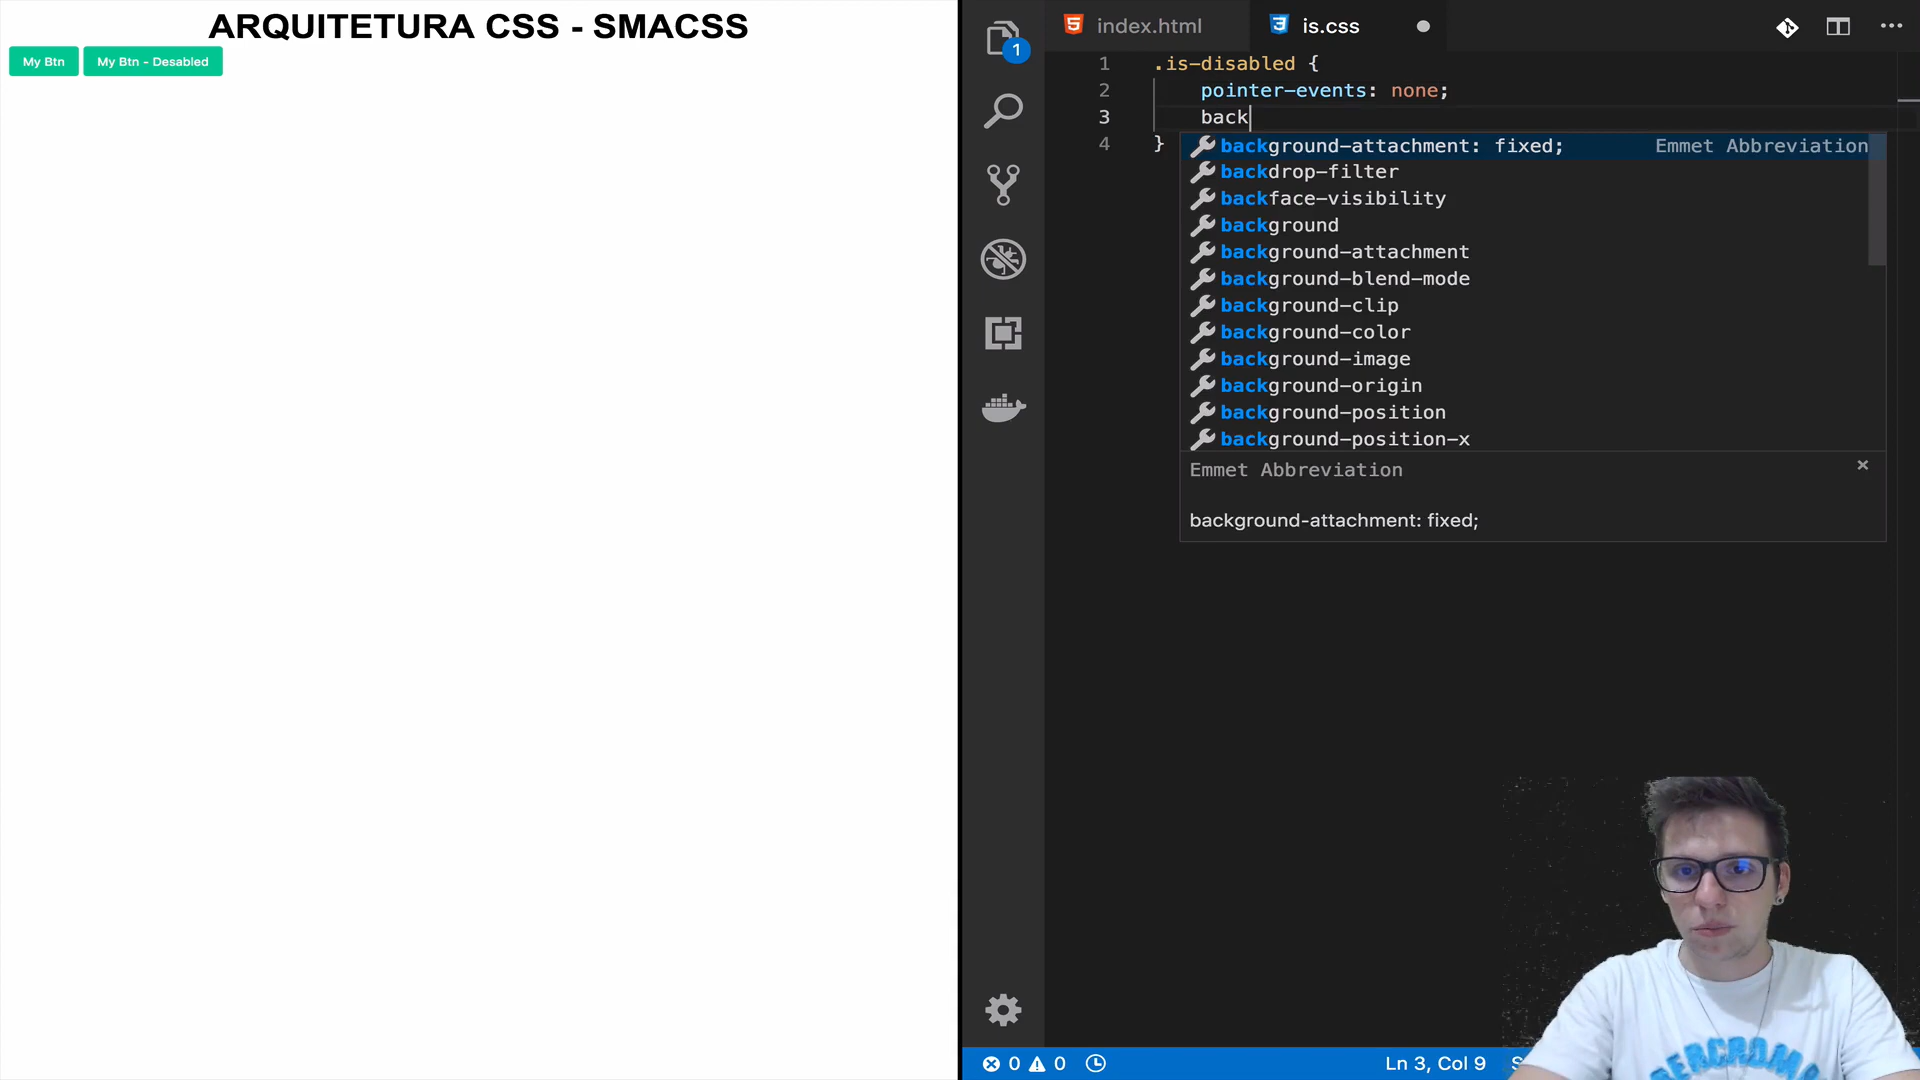 ARQUITETURA CSS - SMACSS
My Btn
My Btn - Desabled
1
index.html
is.css
1 .is-disabled {
2 pointer-events: none;
3 back
4 }
background-attachment: fixed; Emmet Abbreviation
backdrop-filter
backface-visibility
background
background-attachment
background-blend-mode
background-clip
background-color
background-image
background-origin
background-position
background-position-x
Emmet Abbreviation
background-attachment: fixed;
0 0
Ln 3, Col 9